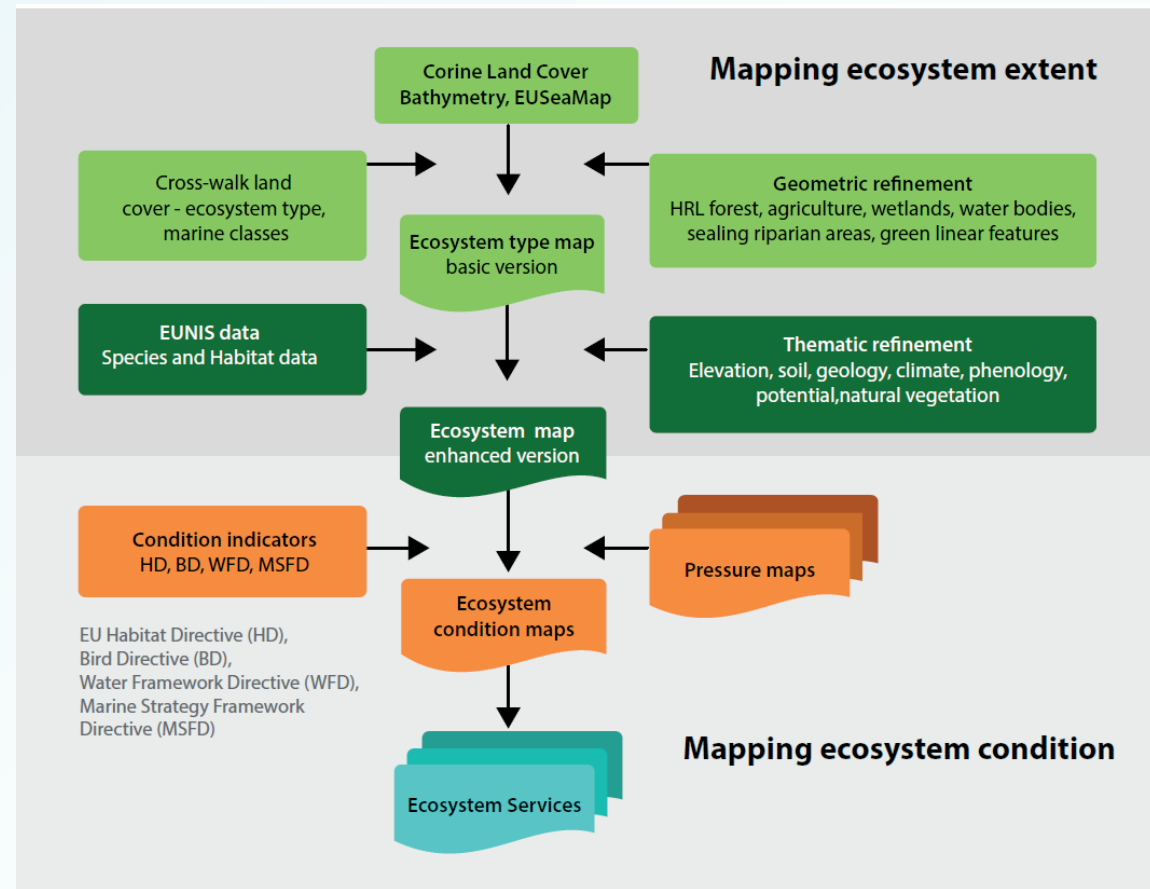 Mapping ecosystem extent
Corine Land Cover
Bathymetry, EUSeaMap
Cross-walk land
cover - ecosystem type,
marine classes
Geometric refinement
HRL forest, agriculture, wetlands, water bodies,
sealing riparian areas, green linear features
Ecosystem type map
basic version
EUNIS data
Species and Habitat data
Thematic refinement
Elevation, soil, geology, climate, phenology,
potential,natural vegetation
Ecosystem map
enhanced version
Condition indicators
HD, BD, WFD, MSFD
Pressure maps
Ecosystem
condition maps
EU Habitat Directive (HD),
Bird Directive (BD),
Water Framework Directive (WFD),
Marine Strategy Framework
Directive (MSFD)
Mapping ecosystem condition
Ecosystem Services